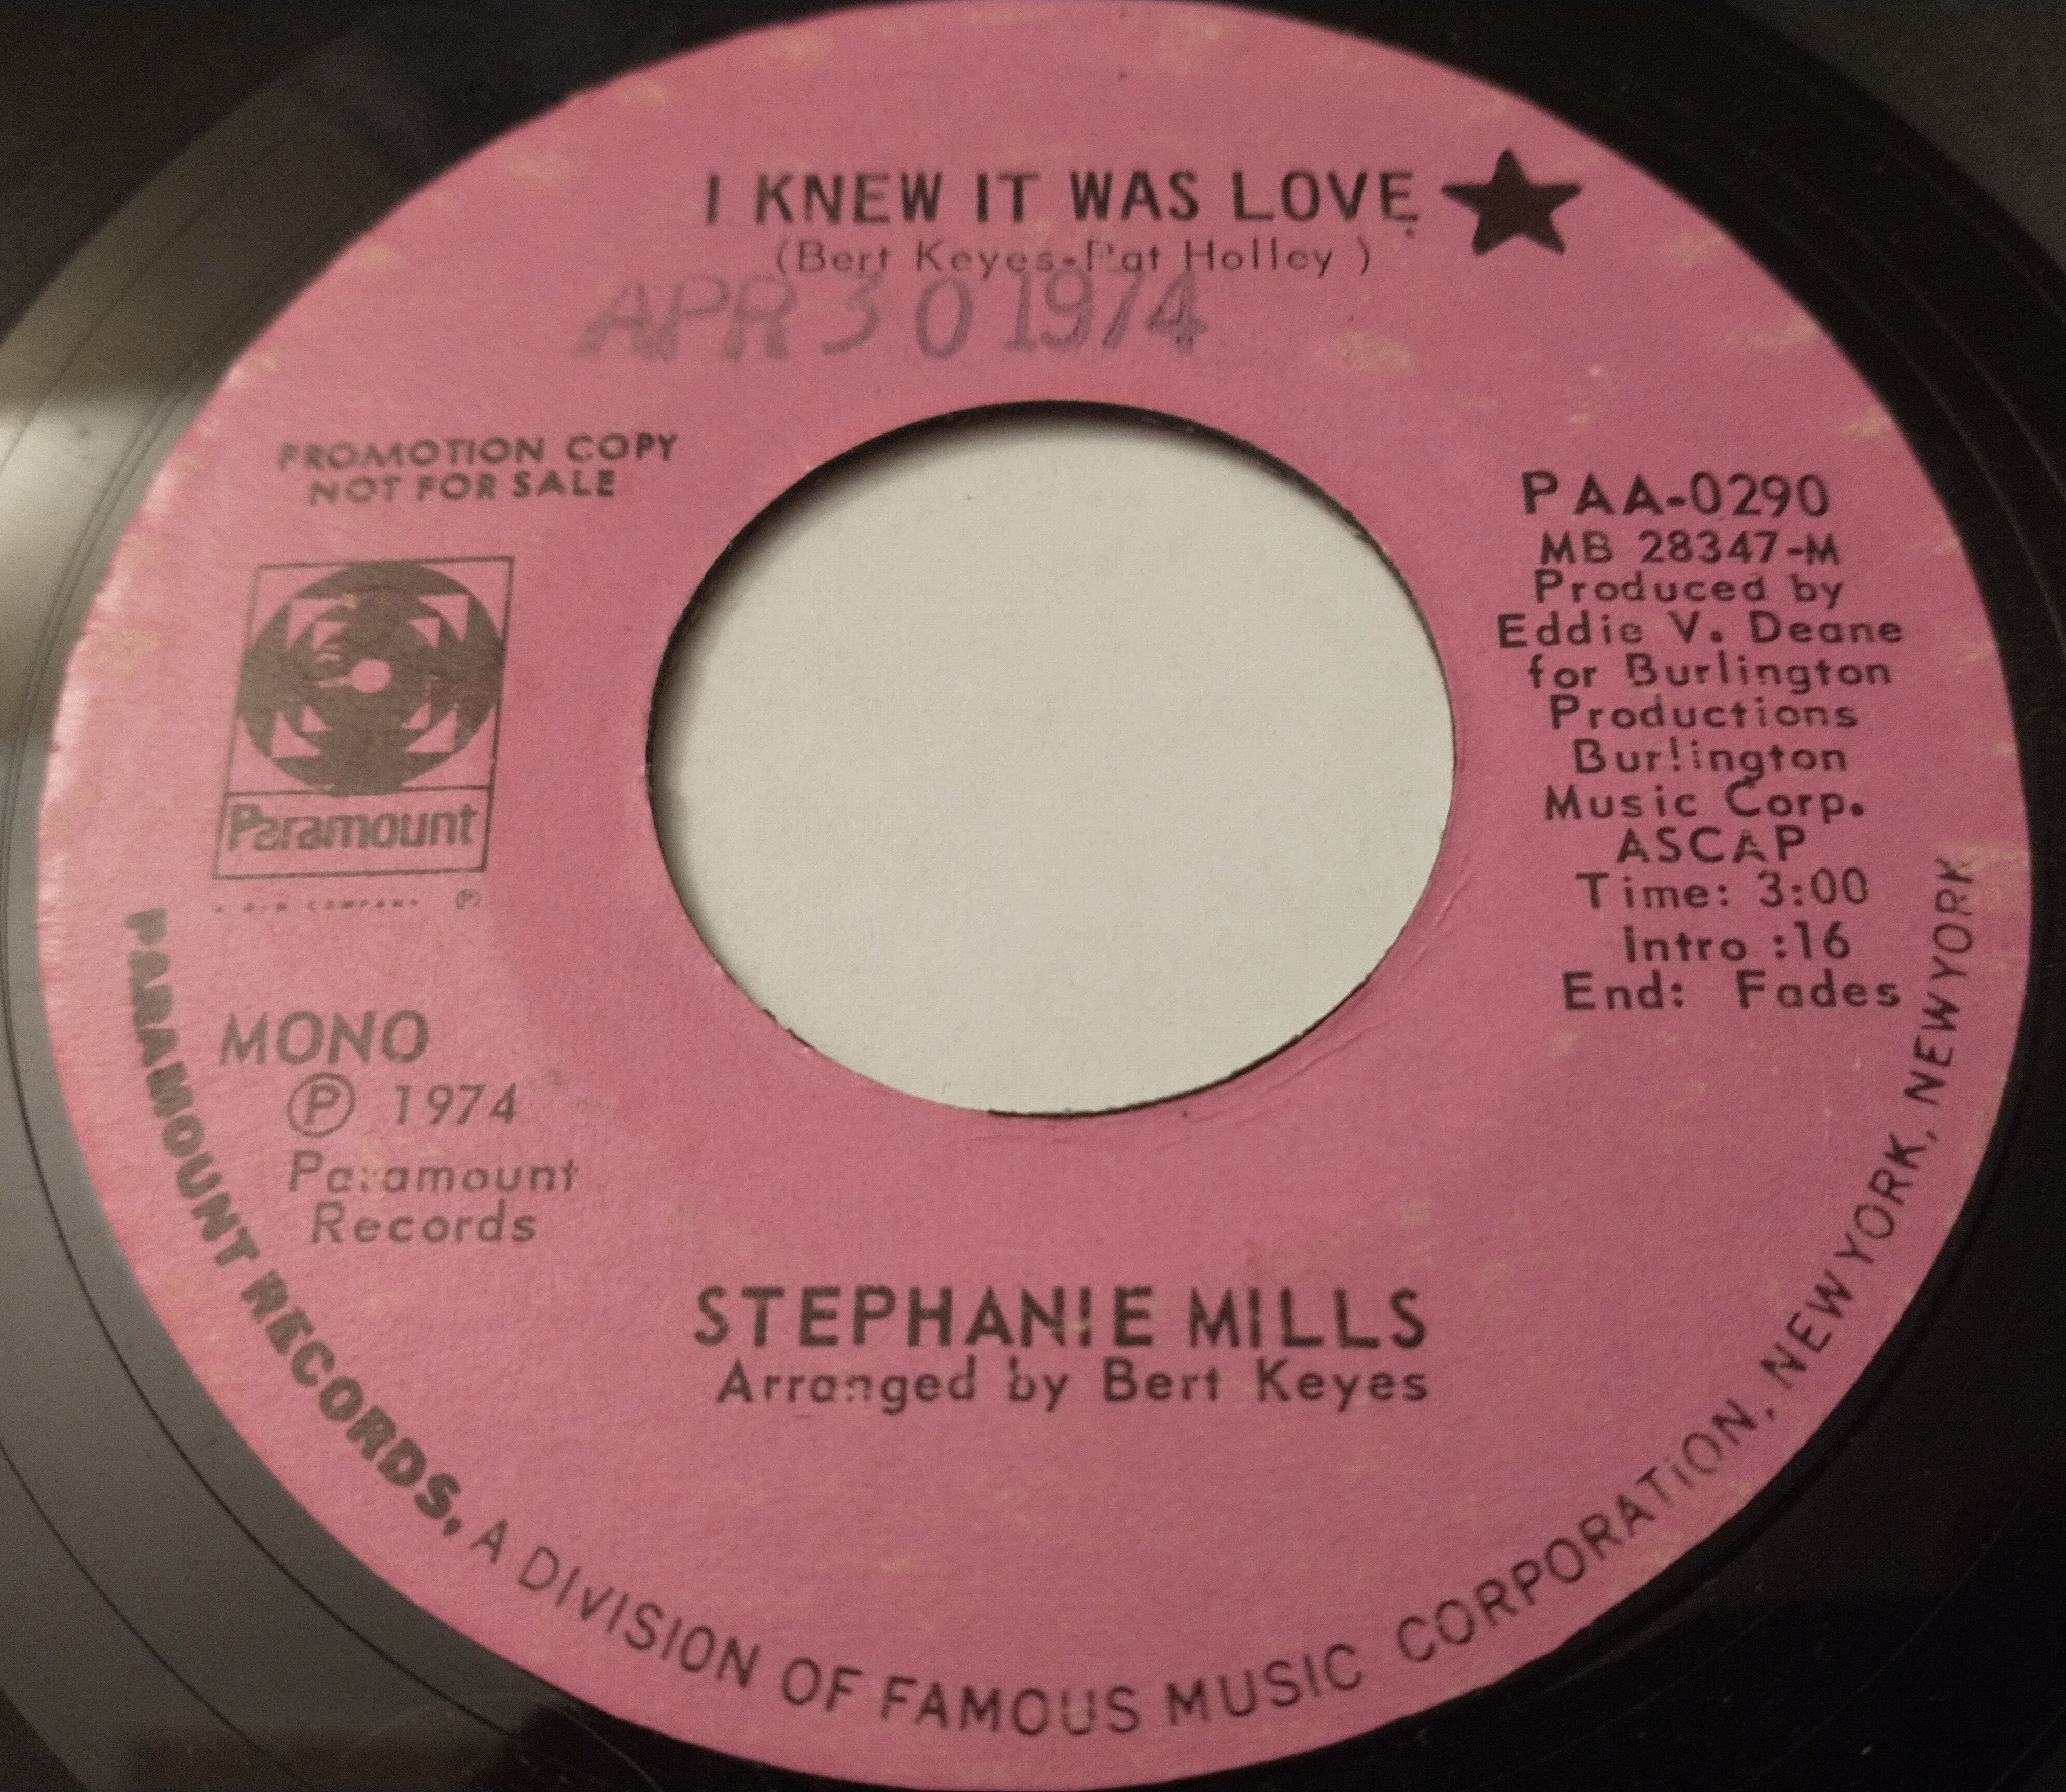 I KNEW IT WAS LOVE ★
(Bert Keyes-Pat Holley )
APR 30 1974
PROMOTION COPY
NOT FOR SALE
Paramount
A G+W COMPANY ®
MONO
Ⓟ 1974
Paramount
Records
PAA-0290
MB 28347-M
Produced by
Eddie V. Deane
for Burlington
Productions
Burlington
Music Corp.
ASCAP
Time: 3:00
Intro :16
End: Fades
STEPHANIE MILLS
Arranged by Bert Keyes
PARAMOUNT RECORDS, A DIVISION OF FAMOUS MUSIC CORPORATION, NEW YORK, NEW YORK